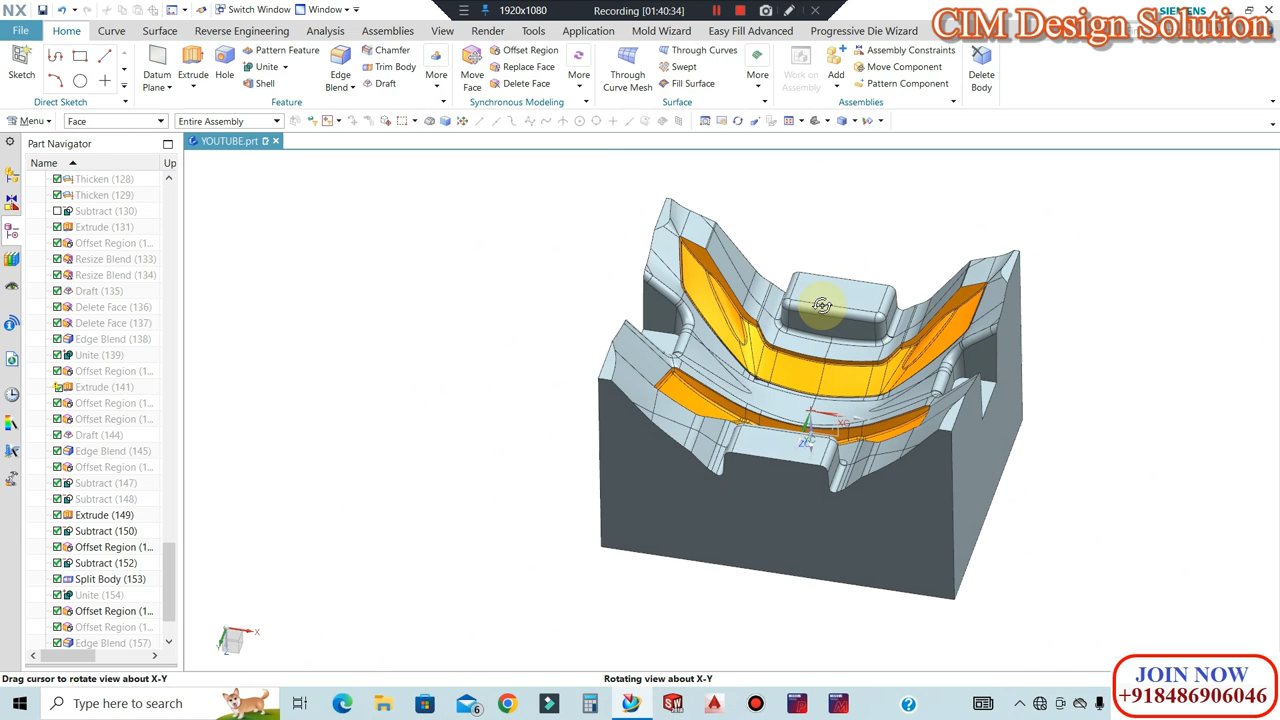 NX
Switch Window
Window
1920x1080
Recording [01:40:34]
SIEMENS
CIM Design Solution
File
Home
Curve
Surface
Reverse Engineering
Analysis
Assemblies
View
Render
Tools
Application
Mold Wizard
Easy Fill Advanced
Progressive Die Wizard
Sketch
Datum Plane
Extrude
Hole
Pattern Feature
Unite
Shell
Edge Blend
Chamfer
Trim Body
Draft
More
Move Face
Offset Region
Replace Face
Delete Face
More
Through Curve Mesh
Through Curves
Swept
Fill Surface
More
Work on Assembly
Add
Assembly Constraints
Move Component
Pattern Component
Delete Body
Direct Sketch
Feature
Synchronous Modeling
Surface
Assemblies
Menu
Face
Entire Assembly
Part Navigator
YOUTUBE.prt
Name
Up
Thicken (128)
Thicken (129)
Subtract (130)
Extrude (131)
Offset Region (1...
Resize Blend (133)
Resize Blend (134)
Draft (135)
Delete Face (136)
Delete Face (137)
Edge Blend (138)
Unite (139)
Offset Region (1...
Extrude (141)
Offset Region (1...
Offset Region (1...
Draft (144)
Edge Blend (145)
Offset Region (1...
Subtract (147)
Subtract (148)
Extrude (149)
Subtract (150)
Offset Region (1...
Subtract (152)
Split Body (153)
Unite (154)
Offset Region (1...
Offset Region (1...
Edge Blend (157)
XC
ZC
X
Y
Z
Drag cursor to rotate view about X-Y
Rotating view about X-Y
JOIN NOW
+918486906046
Type here to search
6